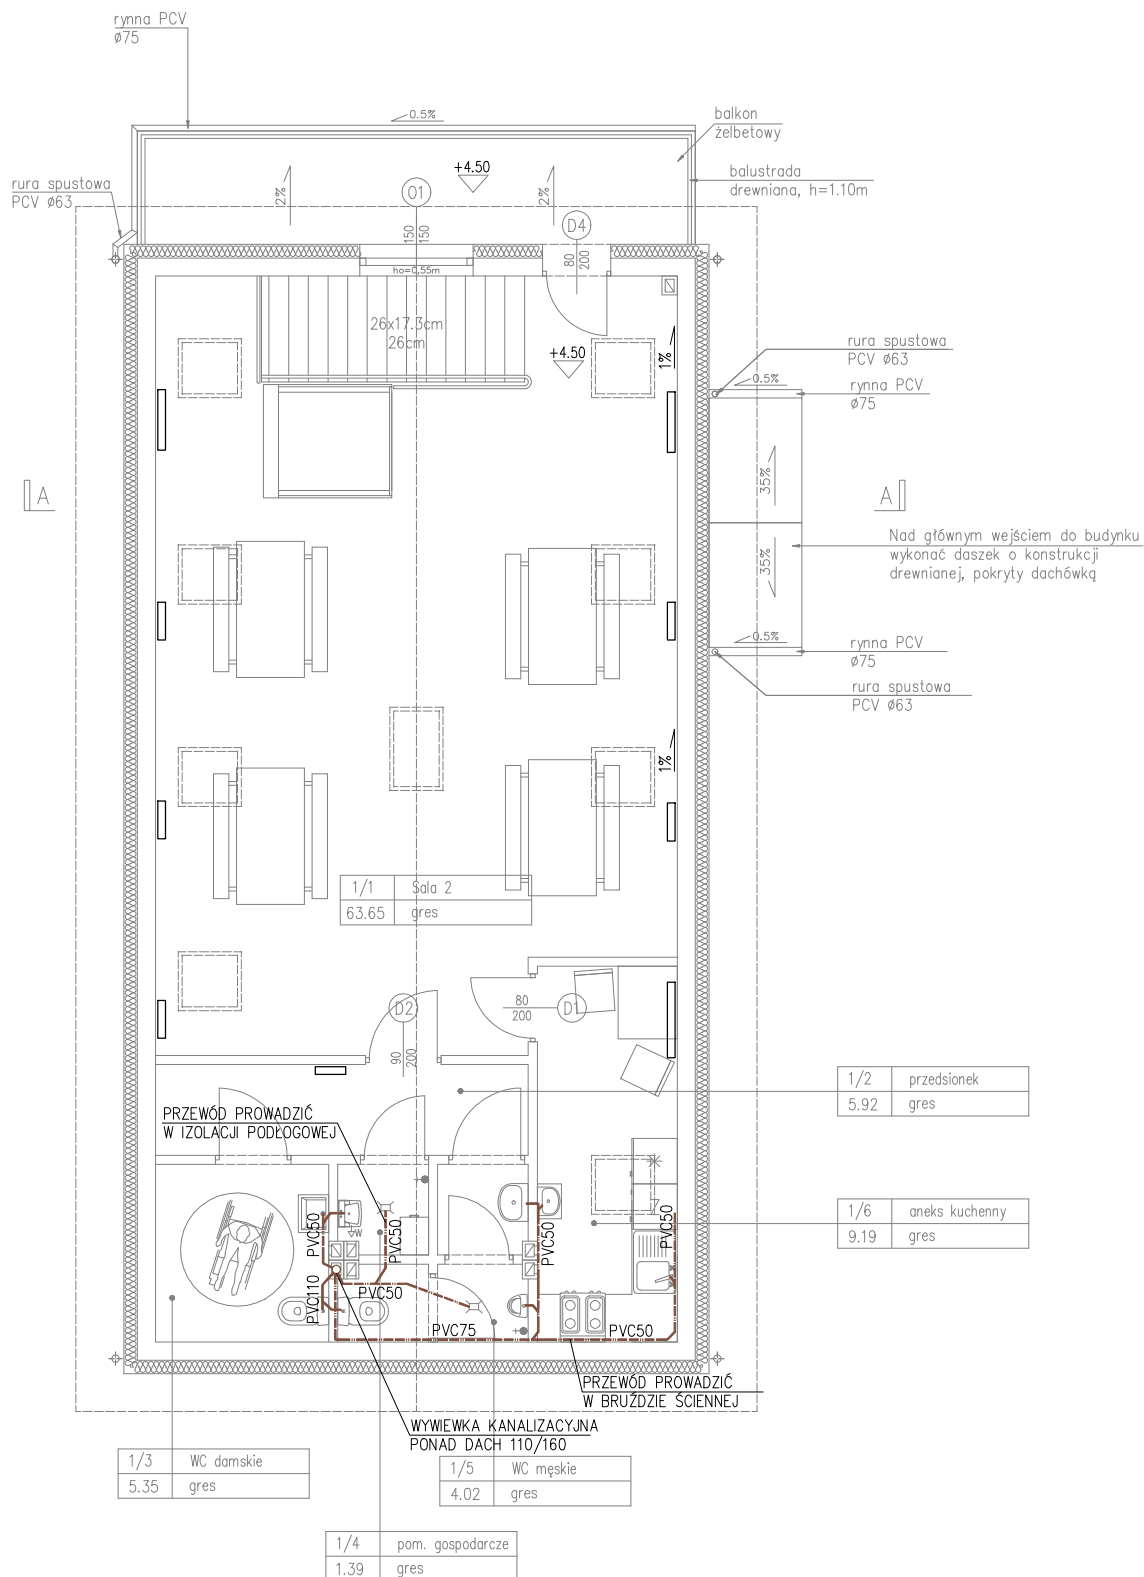 rynna PCV
ø75
0.5%
balkon
żelbetowy
+4.50
balustrada
drewniana, h=1.10m
rura spustowa
PCV ø63
2%
O1
2%
D4
150
150
80
200
ho=0,55m
26x17.3cm
26cm
+4.50
1%
rura spustowa
PCV ø63
0.5%
rynna PCV
ø75
35%
A
A
Nad głównym wejściem do budynku
wykonać daszek o konstrukcji
drewnianej, pokryty dachówką
35%
0.5%
rynna PCV
ø75
rura spustowa
PCV ø63
1%
1/1 Sala 2
63.65 gres
D2
80
200
D1
90
200
1/2 przedsionek
5.92 gres
PRZEWÓD PROWADZIĆ
W IZOLACJI PODŁOGOWEJ
1/6 aneks kuchenny
9.19 gres
PVC50
W
PVC50
PVC50
PVC50
PVC110
PVC50
PVC75
PVC50
PRZEWÓD PROWADZIĆ
W BRUŹDZIE ŚCIENNEJ
WYWIEWKA KANALIZACYJNA
PONAD DACH 110/160
1/3 WC damskie
5.35 gres
1/5 WC męskie
4.02 gres
1/4 pom. gospodarcze
1.39 gres